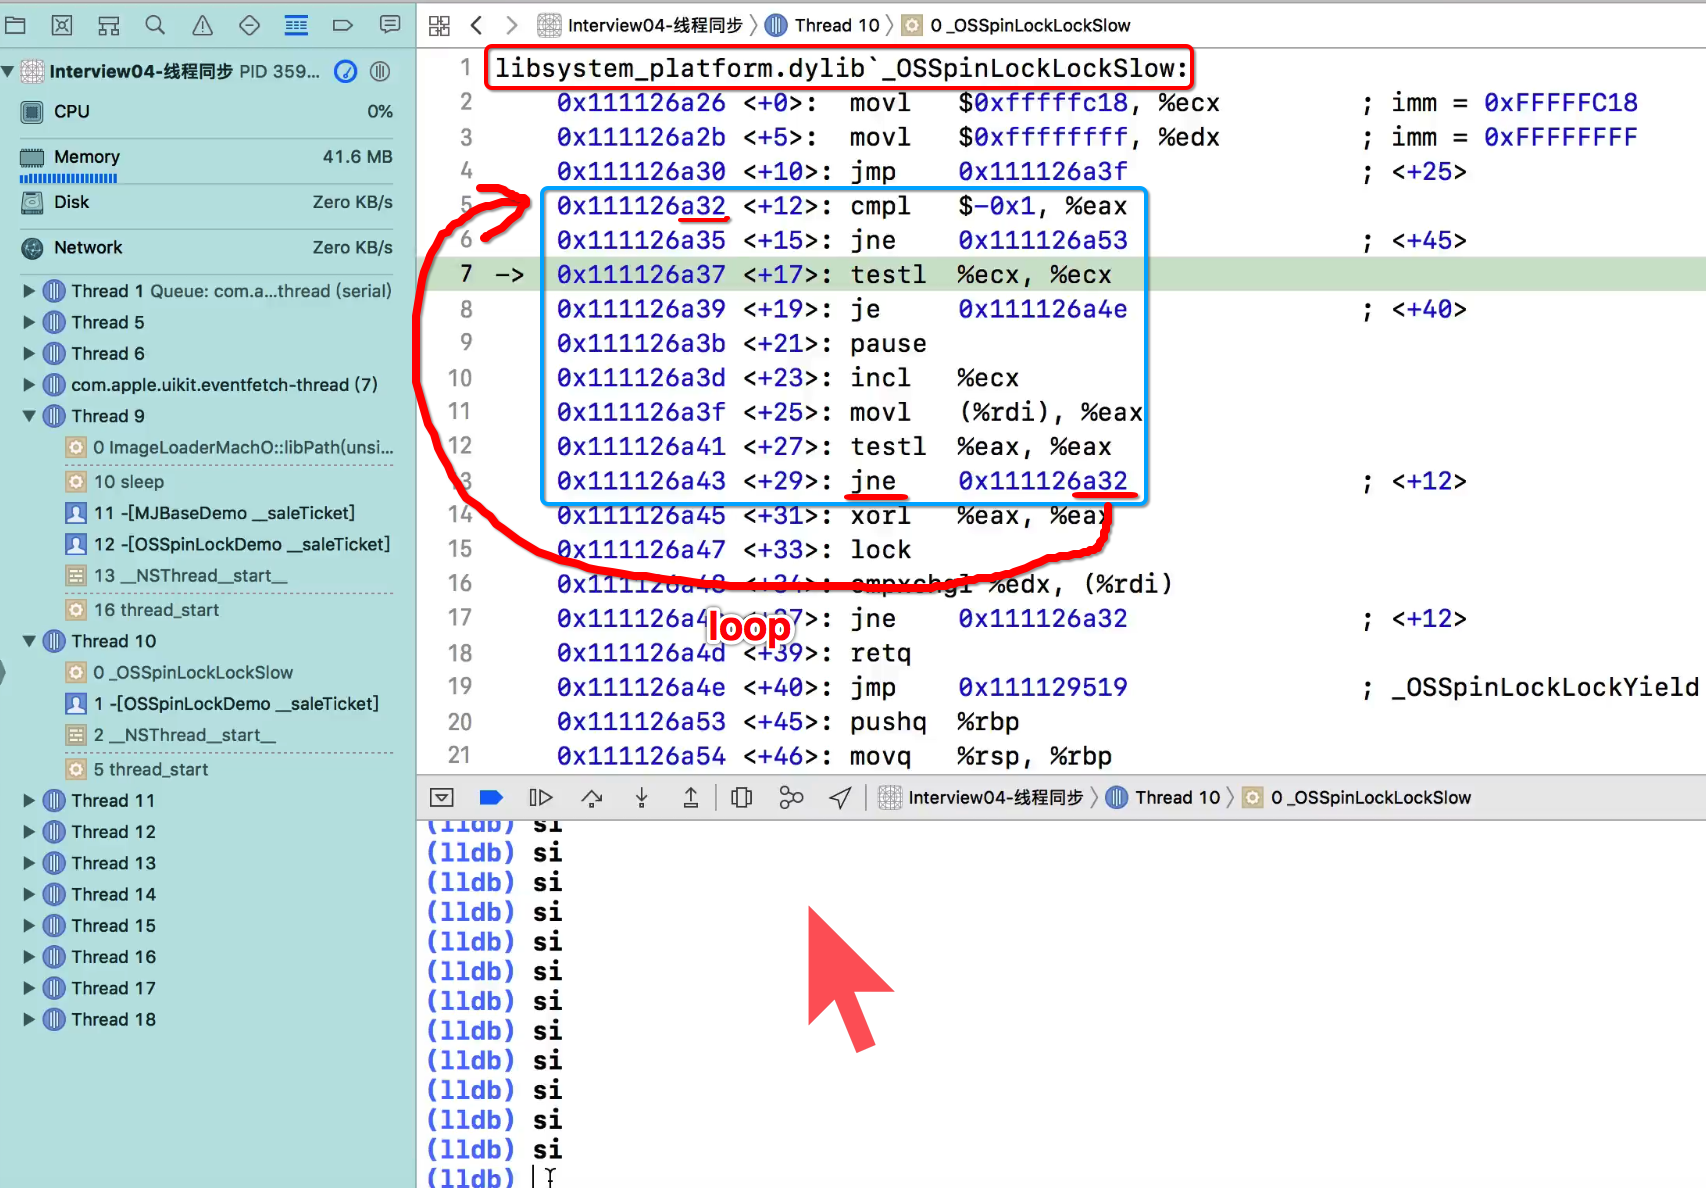 Interview04-线程同步 PID 359...
CPU 0%
Memory 41.6 MB
Disk Zero KB/s
Network Zero KB/s
Thread 1 Queue: com.a...thread (serial)
Thread 5
Thread 6
com.apple.uikit.eventfetch-thread (7)
Thread 9
0 ImageLoaderMachO::libPath(unsi...
10 sleep
11 -[MJBaseDemo __saleTicket]
12 -[OSSpinLockDemo __saleTicket]
13 __NSThread__start__
16 thread_start
Thread 10
0 _OSSpinLockLockSlow
1 -[OSSpinLockDemo __saleTicket]
2 __NSThread__start__
5 thread_start
Thread 11
Thread 12
Thread 13
Thread 14
Thread 15
Thread 16
Thread 17
Thread 18
Interview04-线程同步 Thread 10 0 _OSSpinLockLockSlow
1 libsystem_platform.dylib`_OSSpinLockLockSlow:
2 0x111126a26 <+0>: movl $0xfffffc18, %ecx ; imm = 0xFFFFFC18
3 0x111126a2b <+5>: movl $0xffffffff, %edx ; imm = 0xFFFFFFFF
4 0x111126a30 <+10>: jmp 0x111126a3f ; <+25>
5 0x111126a32 <+12>: cmpl $-0x1, %eax
6 0x111126a35 <+15>: jne 0x111126a53 ; <+45>
7 -> 0x111126a37 <+17>: testl %ecx, %ecx
8 0x111126a39 <+19>: je 0x111126a4e ; <+40>
9 0x111126a3b <+21>: pause
10 0x111126a3d <+23>: incl %ecx
11 0x111126a3f <+25>: movl (%rdi), %eax
12 0x111126a41 <+27>: testl %eax, %eax
13 0x111126a43 <+29>: jne 0x111126a32 ; <+12>
14 0x111126a45 <+31>: xorl %eax, %eax
15 0x111126a47 <+33>: lock
16 0x111126a48 <+34>: cmpxchgl %edx, (%rdi)
loop
17 jne 0x111126a32 ; <+12>
18 0x111126a4d <+39>: retq
19 0x111126a4e <+40>: jmp 0x111129519 ; _OSSpinLockLockYield
20 0x111126a53 <+45>: pushq %rbp
21 0x111126a54 <+46>: movq %rsp, %rbp
Interview04-线程同步 Thread 10 0 _OSSpinLockLockSlow
(lldb) si
(lldb) si
(lldb) si
(lldb) si
(lldb) si
(lldb) si
(lldb) si
(lldb) si
(lldb) si
(lldb) si
(lldb) si
(lldb) si
(lldb)